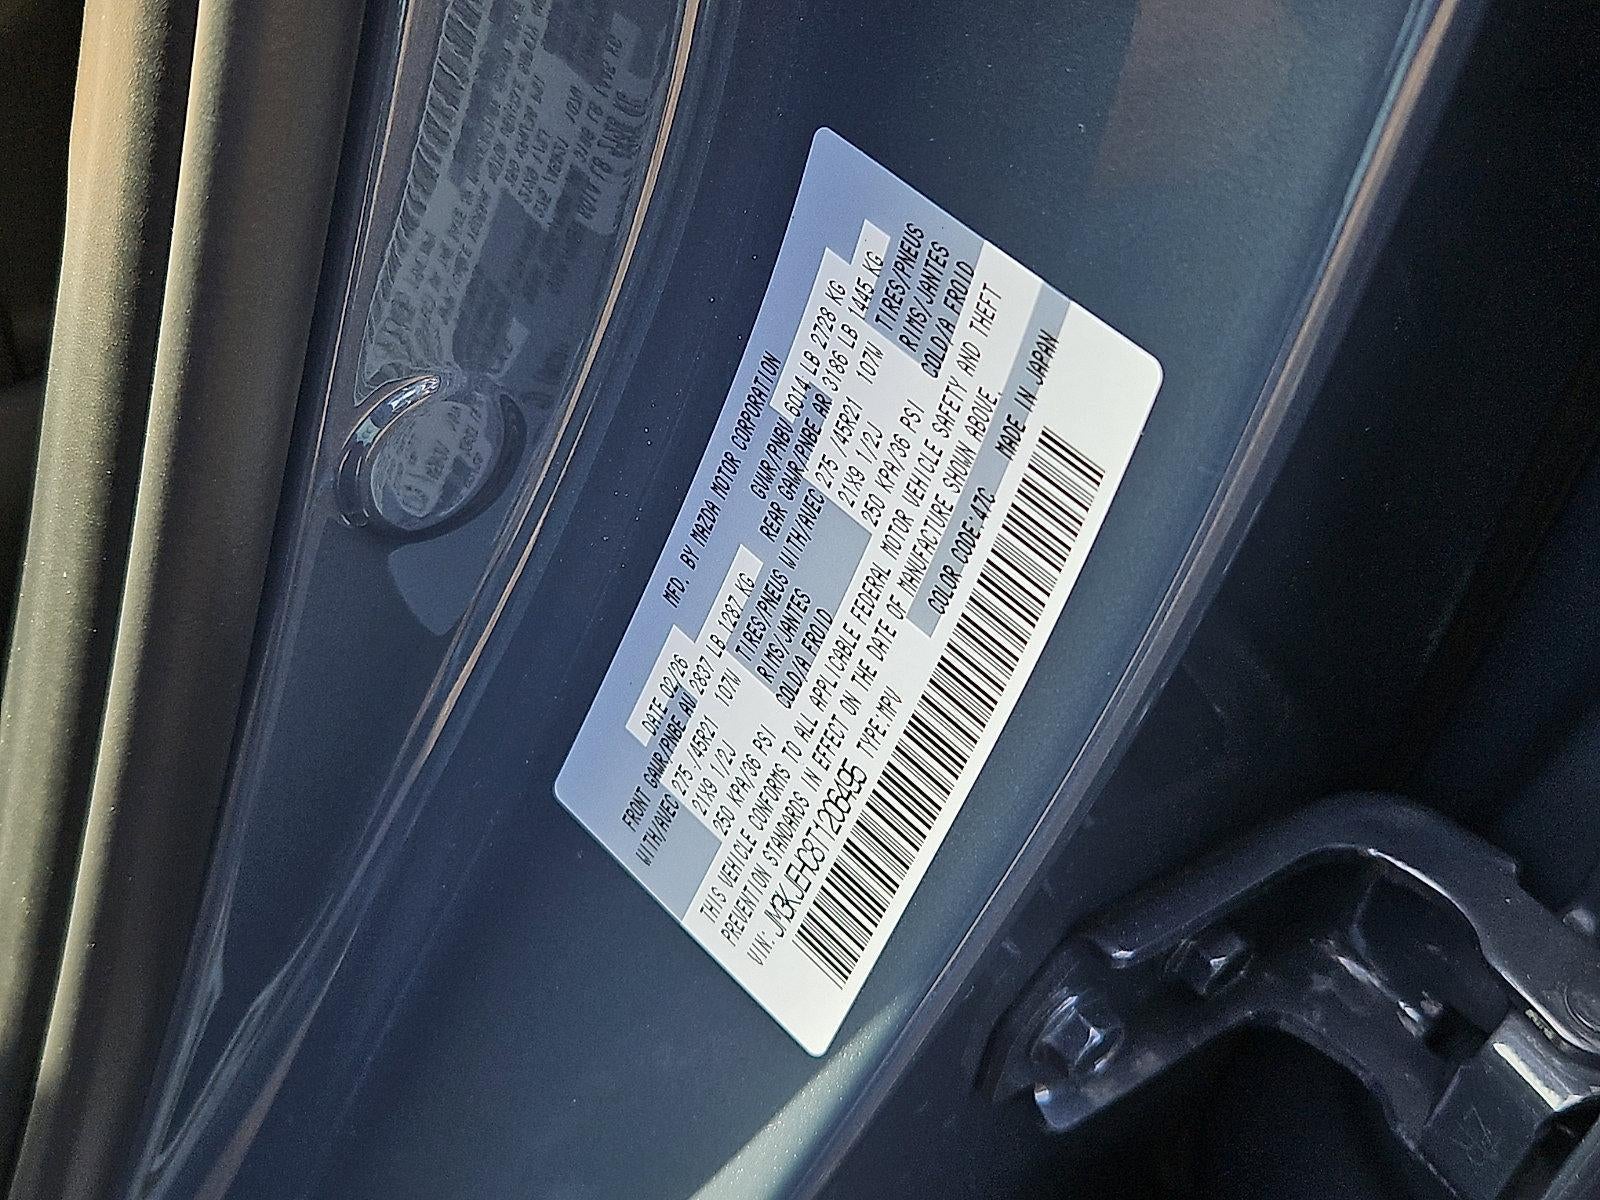 MFD. BY MAZDA MOTOR CORPORATION
DATE 02/26 GVWR/PNBV 6014 LB 2728 KG
FRONT GAWR/PNBE AV 2837 LB 1287 KG REAR GAWR/PNBE AR 3186 LB 1445 KG
WITH/AVEC 275 /45R21 107W TIRES/PNEUS WITH/AVEC 275 /45R21 107W TIRES/PNEUS
21X9 1/2J RIMS/JANTES 21X9 1/2J RIMS/JANTES
250 KPA/36 PSI COLD/A FROID 250 KPA/36 PSI COLD/A FROID
THIS VEHICLE CONFORMS TO ALL APPLICABLE FEDERAL MOTOR VEHICLE SAFETY AND THEFT
PREVENTION STANDARDS IN EFFECT ON THE DATE OF MANUFACTURE SHOWN ABOVE.
VIN: JM3KJEHC8T1206495 TYPE:MPV COLOR CODE:47C MADE IN JAPAN